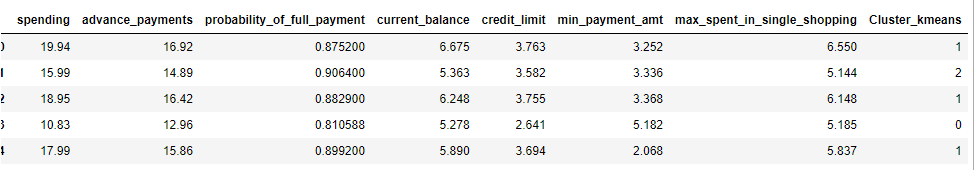 spending advance_payments probability_of_full_payment current_balance credit_limit min_payment_amt max_spent_in_single_shopping Cluster_kmeans
0 19.94 16.92 0.875200 6.675 3.763 3.252 6.550 1
1 15.99 14.89 0.906400 5.363 3.582 3.336 5.144 2
2 18.95 16.42 0.882900 6.248 3.755 3.368 6.148 1
3 10.83 12.96 0.810588 5.278 2.641 5.182 5.185 0
4 17.99 15.86 0.899200 5.890 3.694 2.068 5.837 1